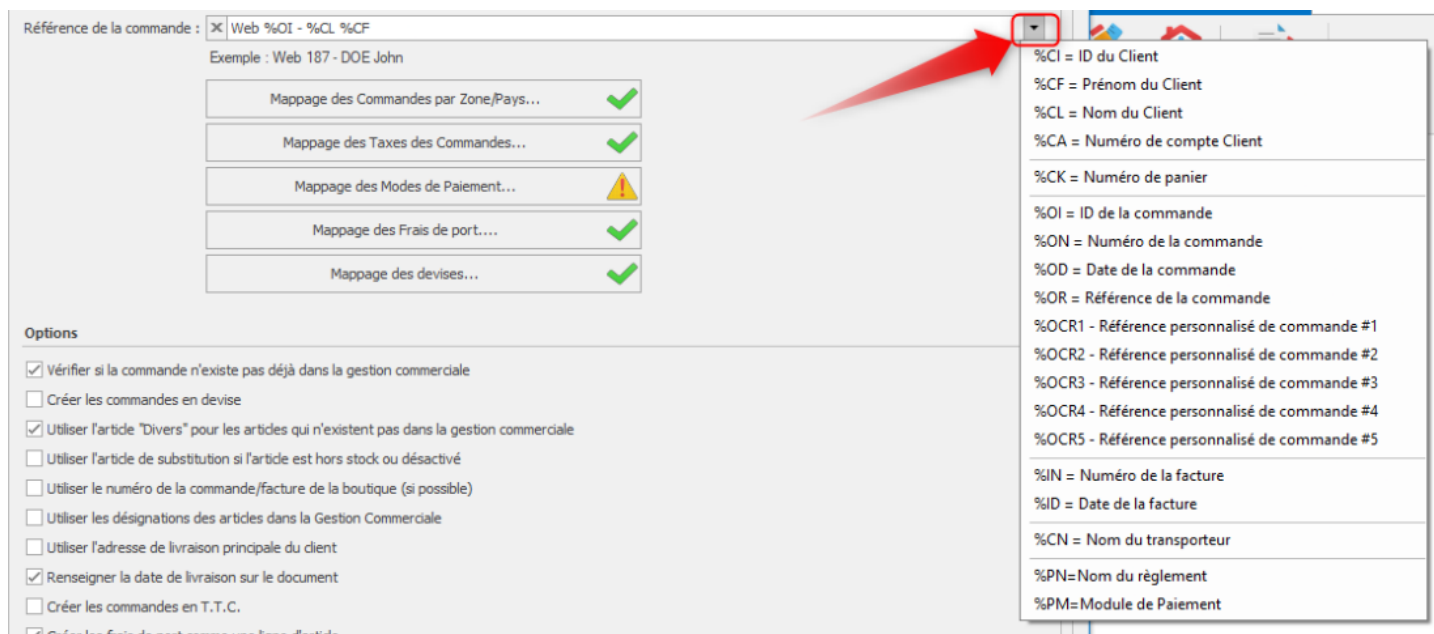 Référence de la commande : Web %OI - %CL %CF
Exemple : Web 187 - DOE John
Mappage des Commandes par Zone/Pays...
Mappage des Taxes des Commandes...
Mappage des Modes de Paiement...
Mappage des Frais de port....
Mappage des devises...
Options
Vérifier si la commande n'existe pas déjà dans la gestion commerciale
Créer les commandes en devise
Utiliser l'article "Divers" pour les articles qui n'existent pas dans la gestion commerciale
Utiliser l'article de substitution si l'article est hors stock ou désactivé
Utiliser le numéro de la commande/facture de la boutique (si possible)
Utiliser les désignations des articles dans la Gestion Commerciale
Utiliser l'adresse de livraison principale du client
Renseigner la date de livraison sur le document
Créer les commandes en T.T.C.
Créer les frais de port comme une ligne d'article
%CI = ID du Client
%CF = Prénom du Client
%CL = Nom du Client
%CA = Numéro de compte Client
%CK = Numéro de panier
%OI = ID de la commande
%ON = Numéro de la commande
%OD = Date de la commande
%OR = Référence de la commande
%OCR1 - Référence personnalisé de commande #1
%OCR2 - Référence personnalisé de commande #2
%OCR3 - Référence personnalisé de commande #3
%OCR4 - Référence personnalisé de commande #4
%OCR5 - Référence personnalisé de commande #5
%IN = Numéro de la facture
%ID = Date de la facture
%CN = Nom du transporteur
%PN=Nom du règlement
%PM=Module de Paiement